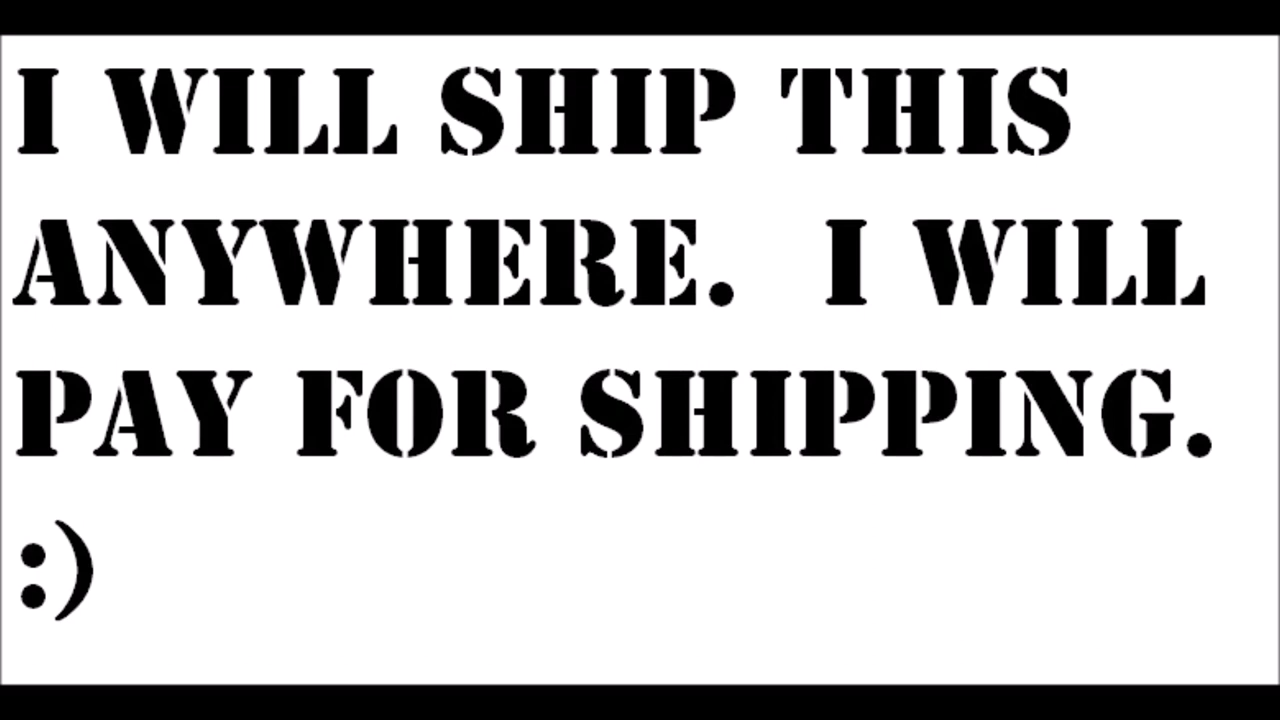 I WILL SHIP THIS
ANYWHERE.  I WILL
PAY FOR SHIPPING.
:)